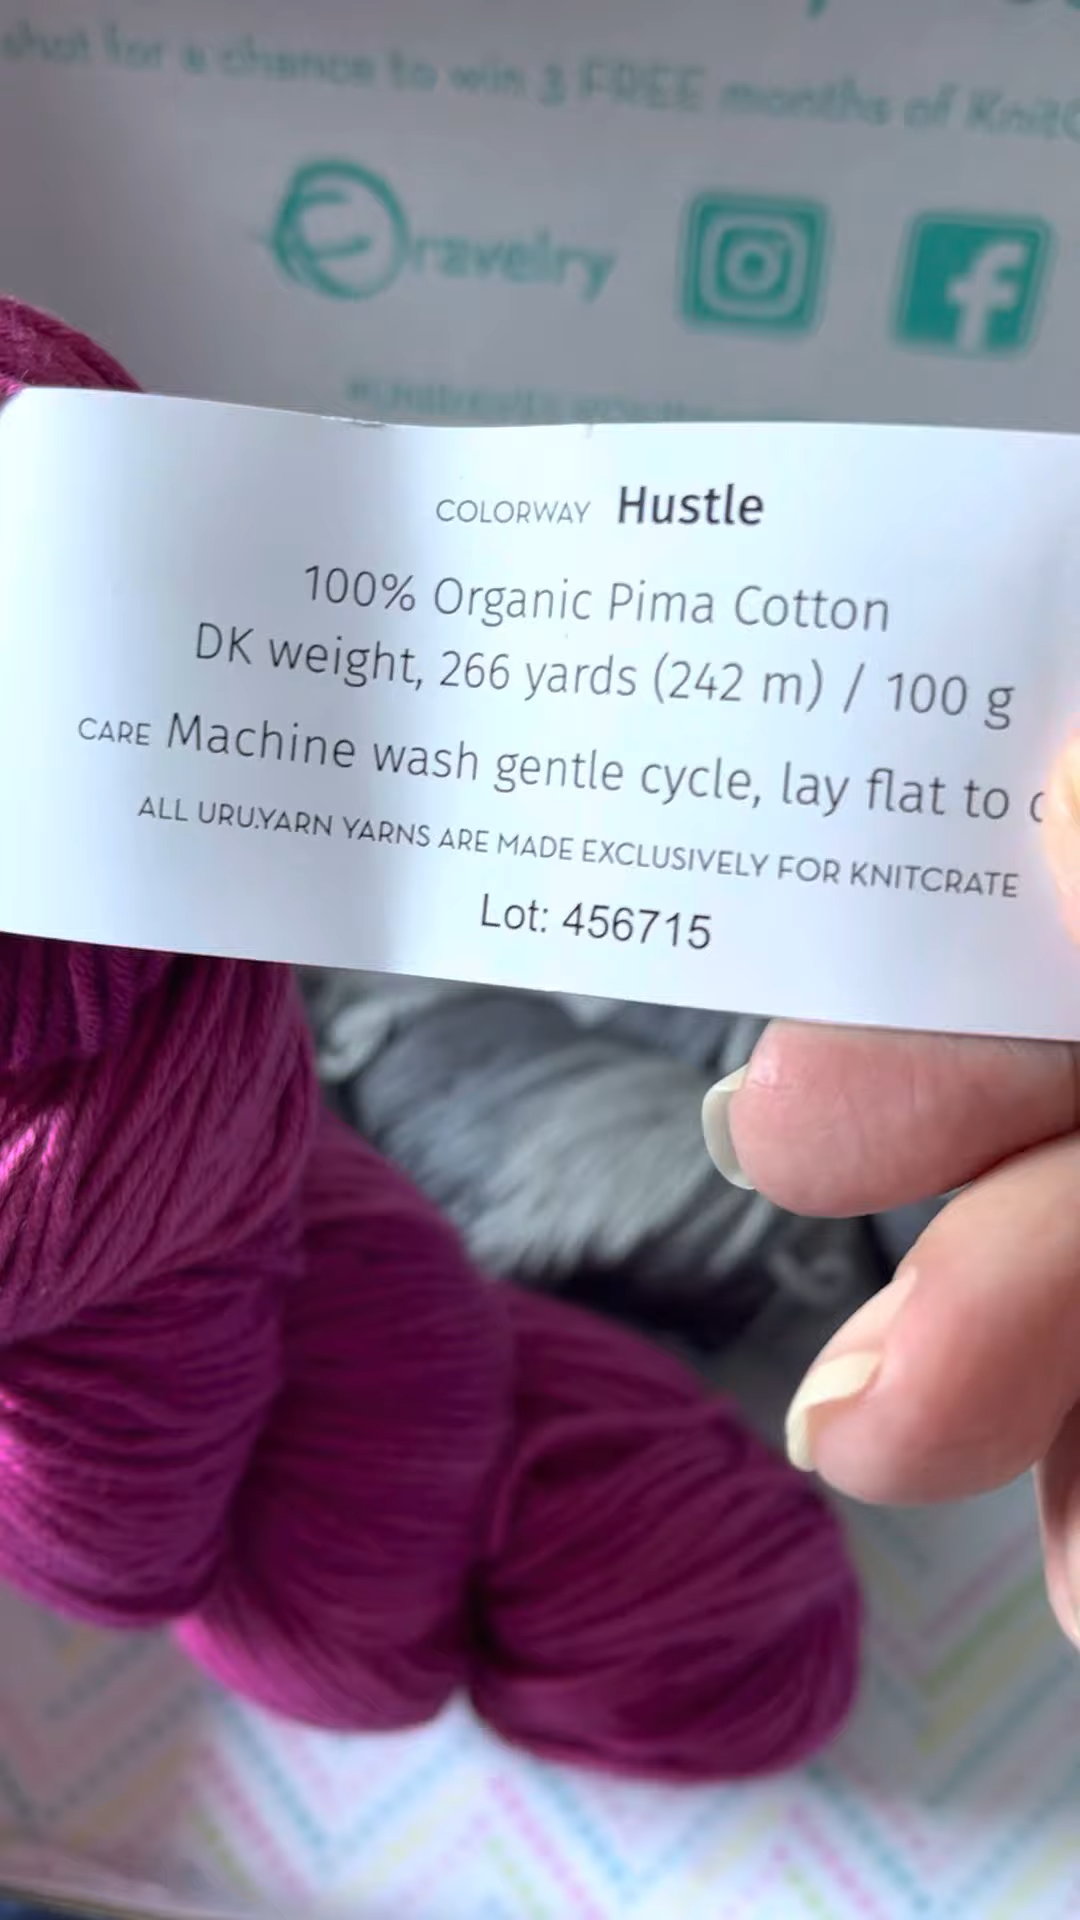 shot for a chance to win 3 FREE months of Knit
ravelry
COLORWAY Hustle
100% Organic Pima Cotton
DK weight, 266 yards (242 m) / 100 g
CARE Machine wash gentle cycle, lay flat to
ALL URU.YARN YARNS ARE MADE EXCLUSIVELY FOR KNITCRATE
Lot: 456715